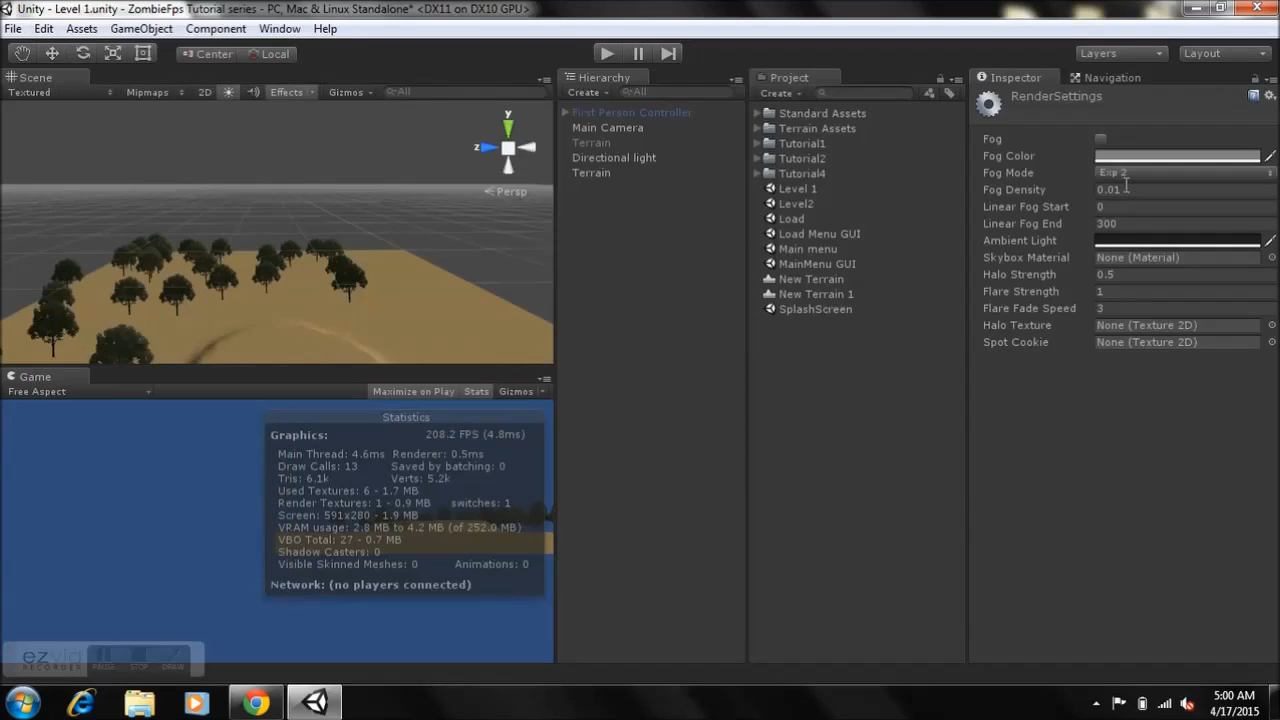 Unity - Level 1.unity - ZombieFps Tutorial series - PC, Mac & Linux Standalone* <DX11 on DX10 GPU>
File Edit Assets GameObject Component Window Help
Center Local Layers Layout
Scene
Textured Mipmaps 2D Effects Gizmos All
y
z
Persp
Game
Free Aspect Maximize on Play Stats Gizmos
Statistics
Graphics: 208.2 FPS (4.8ms)
Main Thread: 4.6ms Renderer: 0.5ms
Draw Calls: 13 Saved by batching: 0
Tris: 6.1k Verts: 5.2k
Used Textures: 6 - 1.7 MB
Render Textures: 1 - 0.9 MB switches: 1
Screen: 591x280 - 1.9 MB
VRAM usage: 2.8 MB to 4.2 MB (of 252.0 MB)
VBO Total: 27 - 0.7 MB
Shadow Casters: 0
Visible Skinned Meshes: 0 Animations: 0
Network: (no players connected)
ezvid
RECORDER PAUSE STOP DRAW
Hierarchy
Create All
First Person Controller
Main Camera
Terrain
Directional light
Terrain
Project
Create
Standard Assets
Terrain Assets
Tutorial1
Tutorial2
Tutorial4
Level 1
Level2
Load
Load Menu GUI
Main menu
MainMenu GUI
New Terrain
New Terrain 1
SplashScreen
Inspector Navigation
RenderSettings
Fog
Fog Color
Fog Mode Exp 2
Fog Density 0.01
Linear Fog Start 0
Linear Fog End 300
Ambient Light
Skybox Material None (Material)
Halo Strength 0.5
Flare Strength 1
Flare Fade Speed 3
Halo Texture None (Texture 2D)
Spot Cookie None (Texture 2D)
5:00 AM
4/17/2015